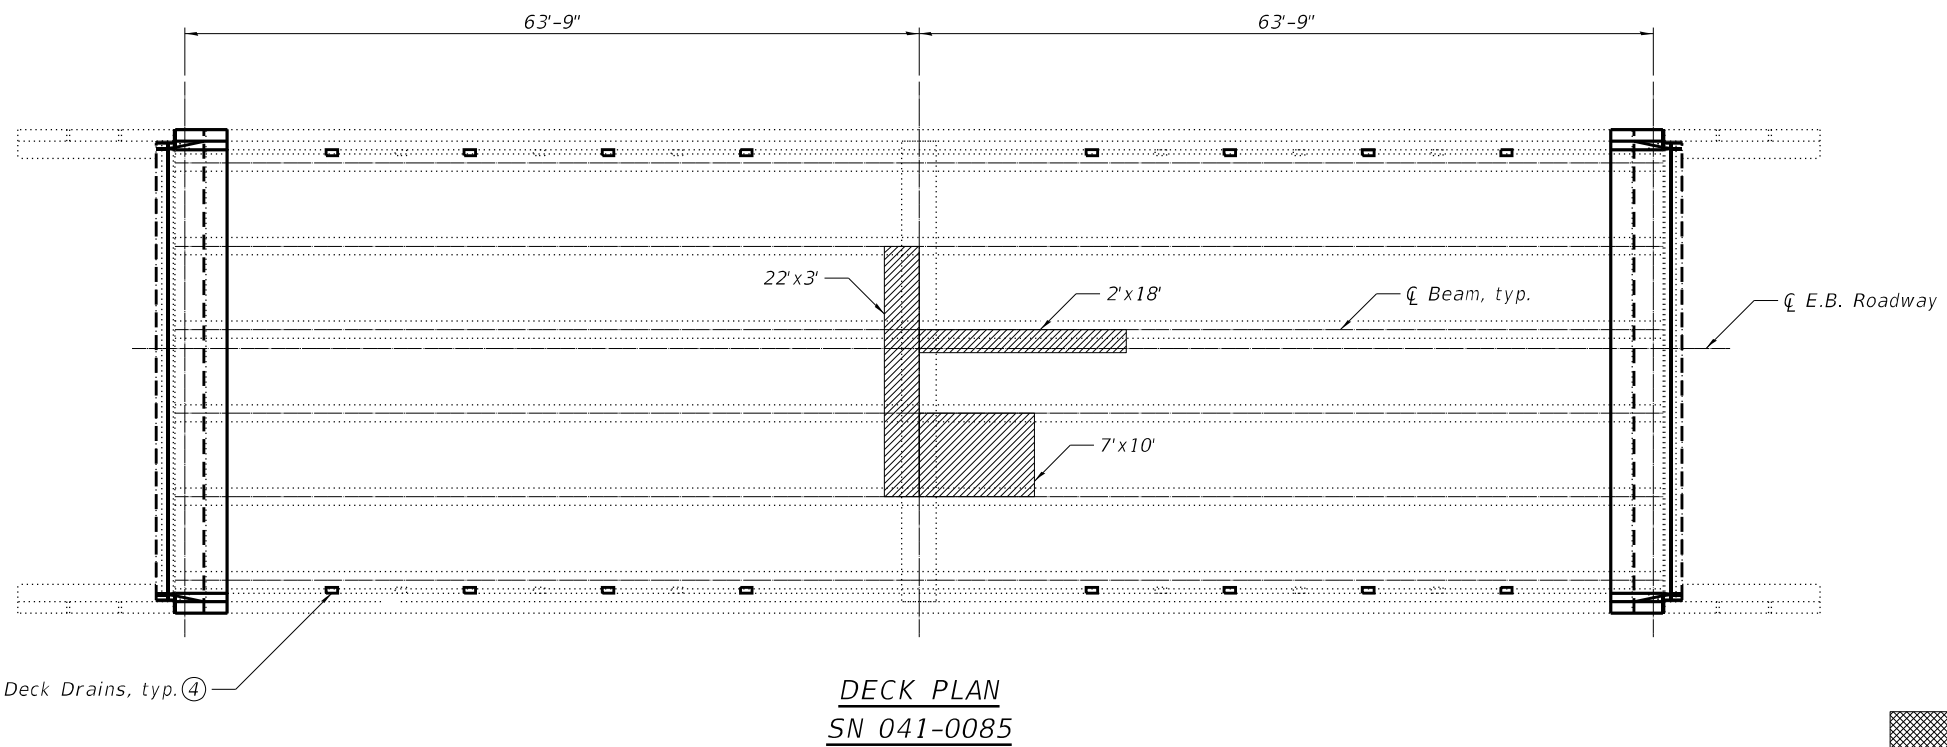 63'-9"
63'-9"
22'x3'
2'x18'
℄ Beam, typ.
℄ E.B. Roadway
7'x10'
Deck Drains, typ. ④
DECK PLAN
SN 041-0085